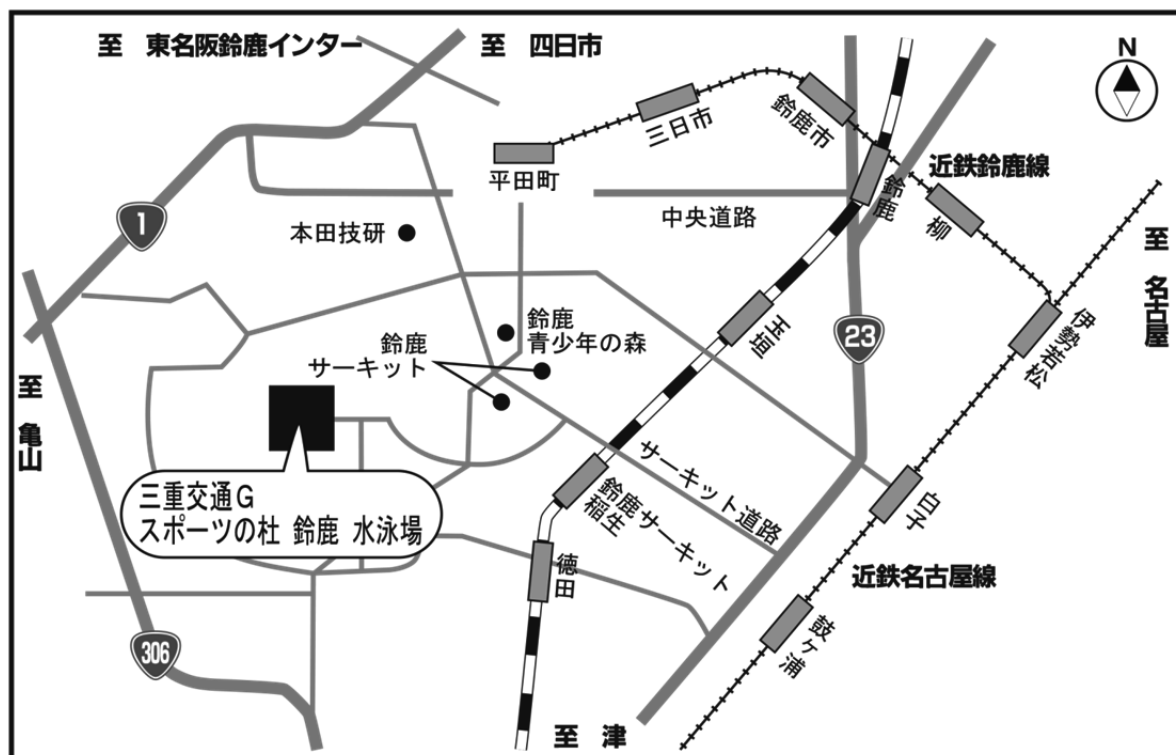 至 東名阪鈴鹿インター
至 四日市
N
三日市
鈴鹿市
平田町
近鉄鈴鹿線
鈴鹿
中央道路
柳
1
本田技研
至 名古屋
鈴鹿
青少年の森
玉垣
23
伊勢若松
鈴鹿
サーキット
至 亀山
サーキット道路
三重交通G
スポーツの杜 鈴鹿 水泳場
鈴鹿サーキット
稲生
白子
徳田
近鉄名古屋線
鼓ヶ浦
306
至 津